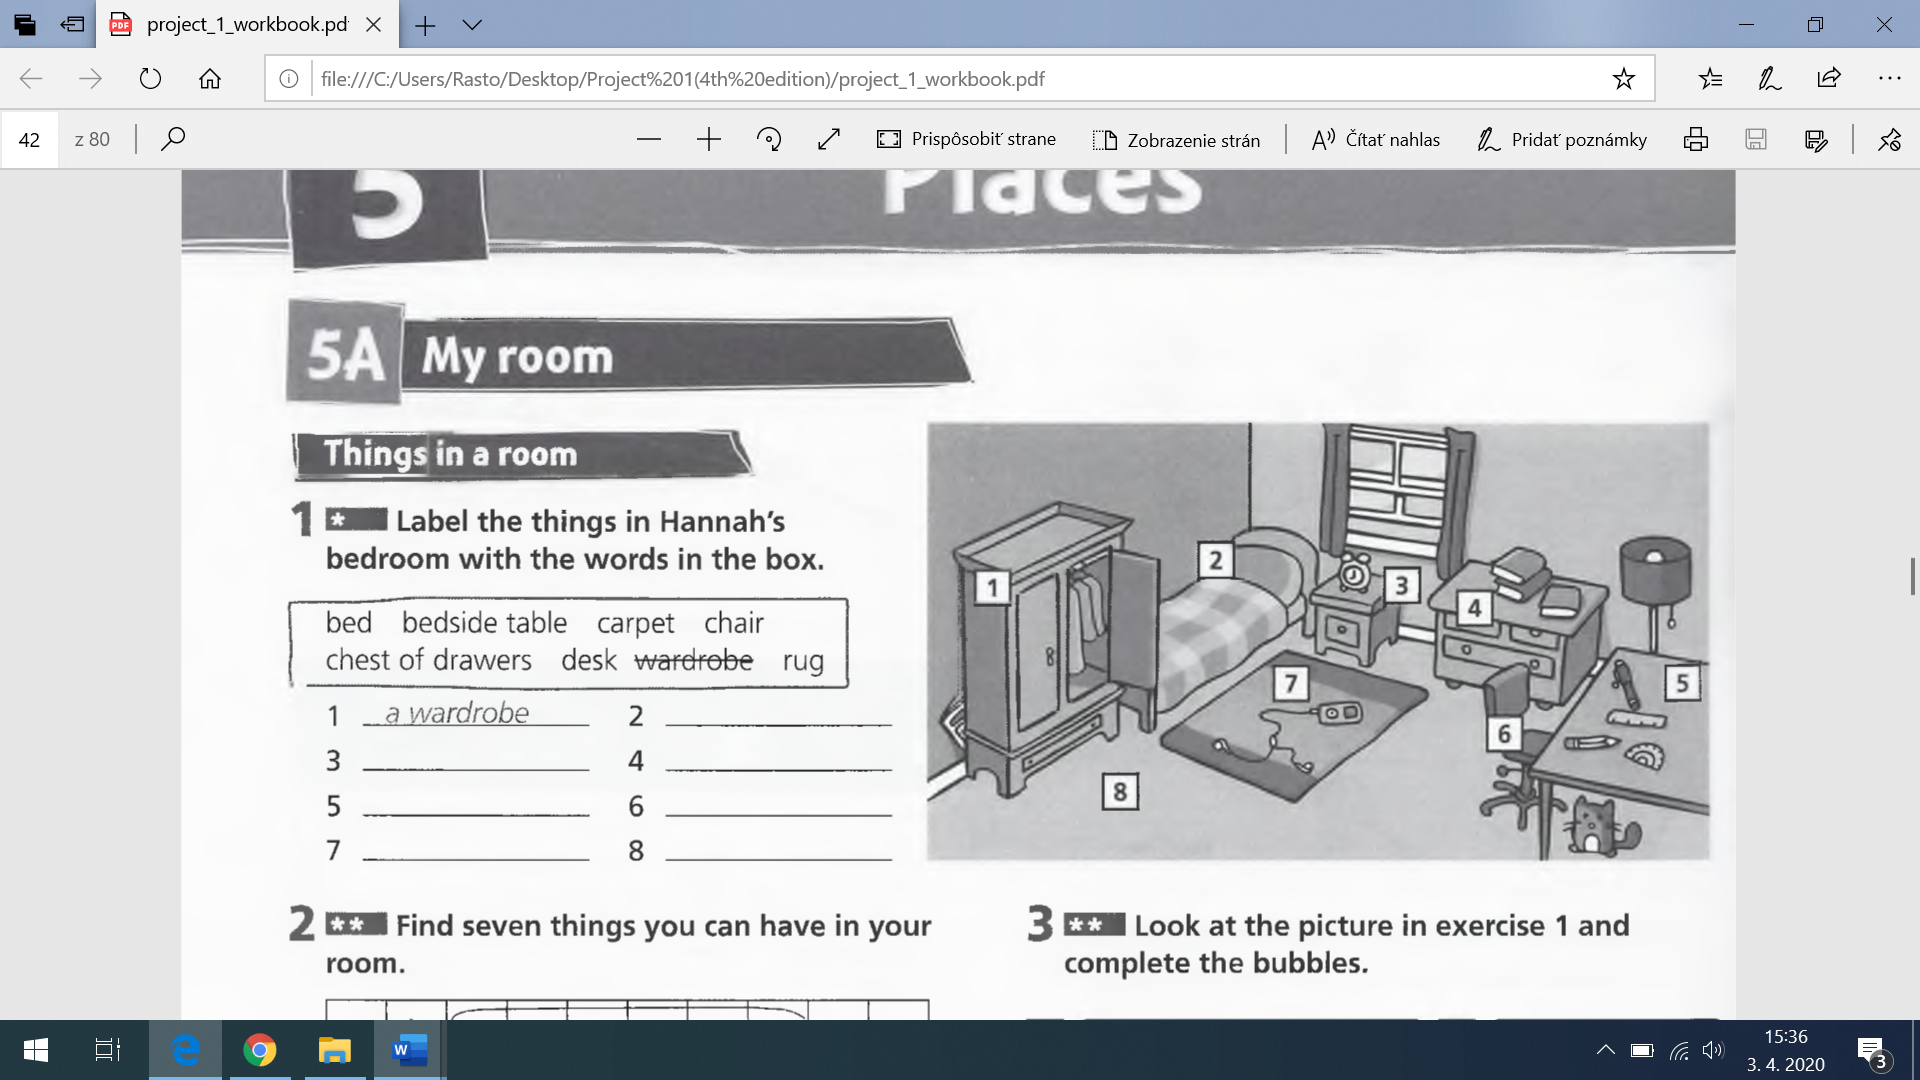 project_1_workbook.pd
file:///C:/Users/Rasto/Desktop/Project%201(4th%20edition)/project_1_workbook.pdf
42 z 80
Prispôsobiť strane
Zobrazenie strán
Čítať nahlas
Pridať poznámky
5 Places
5A My room
Things in a room
1 * Label the things in Hannah's
bedroom with the words in the box.
bed bedside table carpet chair
chest of drawers desk wardrobe rug
1 a wardrobe 2
3 4
5 6
7 8
1
2
3
4
5
6
7
8
2 ** Find seven things you can have in your
room.
3 ** Look at the picture in exercise 1 and
complete the bubbles.
15:36
3. 4. 2020
3